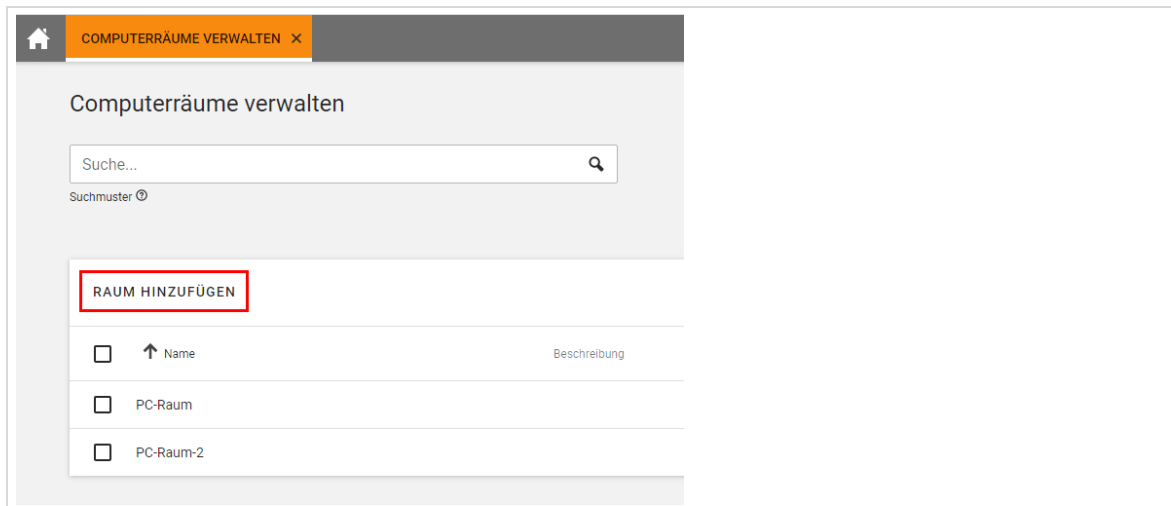 COMPUTERRÄUME VERWALTEN ×
Computerräume verwalten
Suche...
Suchmuster
RAUM HINZUFÜGEN
Name Beschreibung
PC-Raum
PC-Raum-2